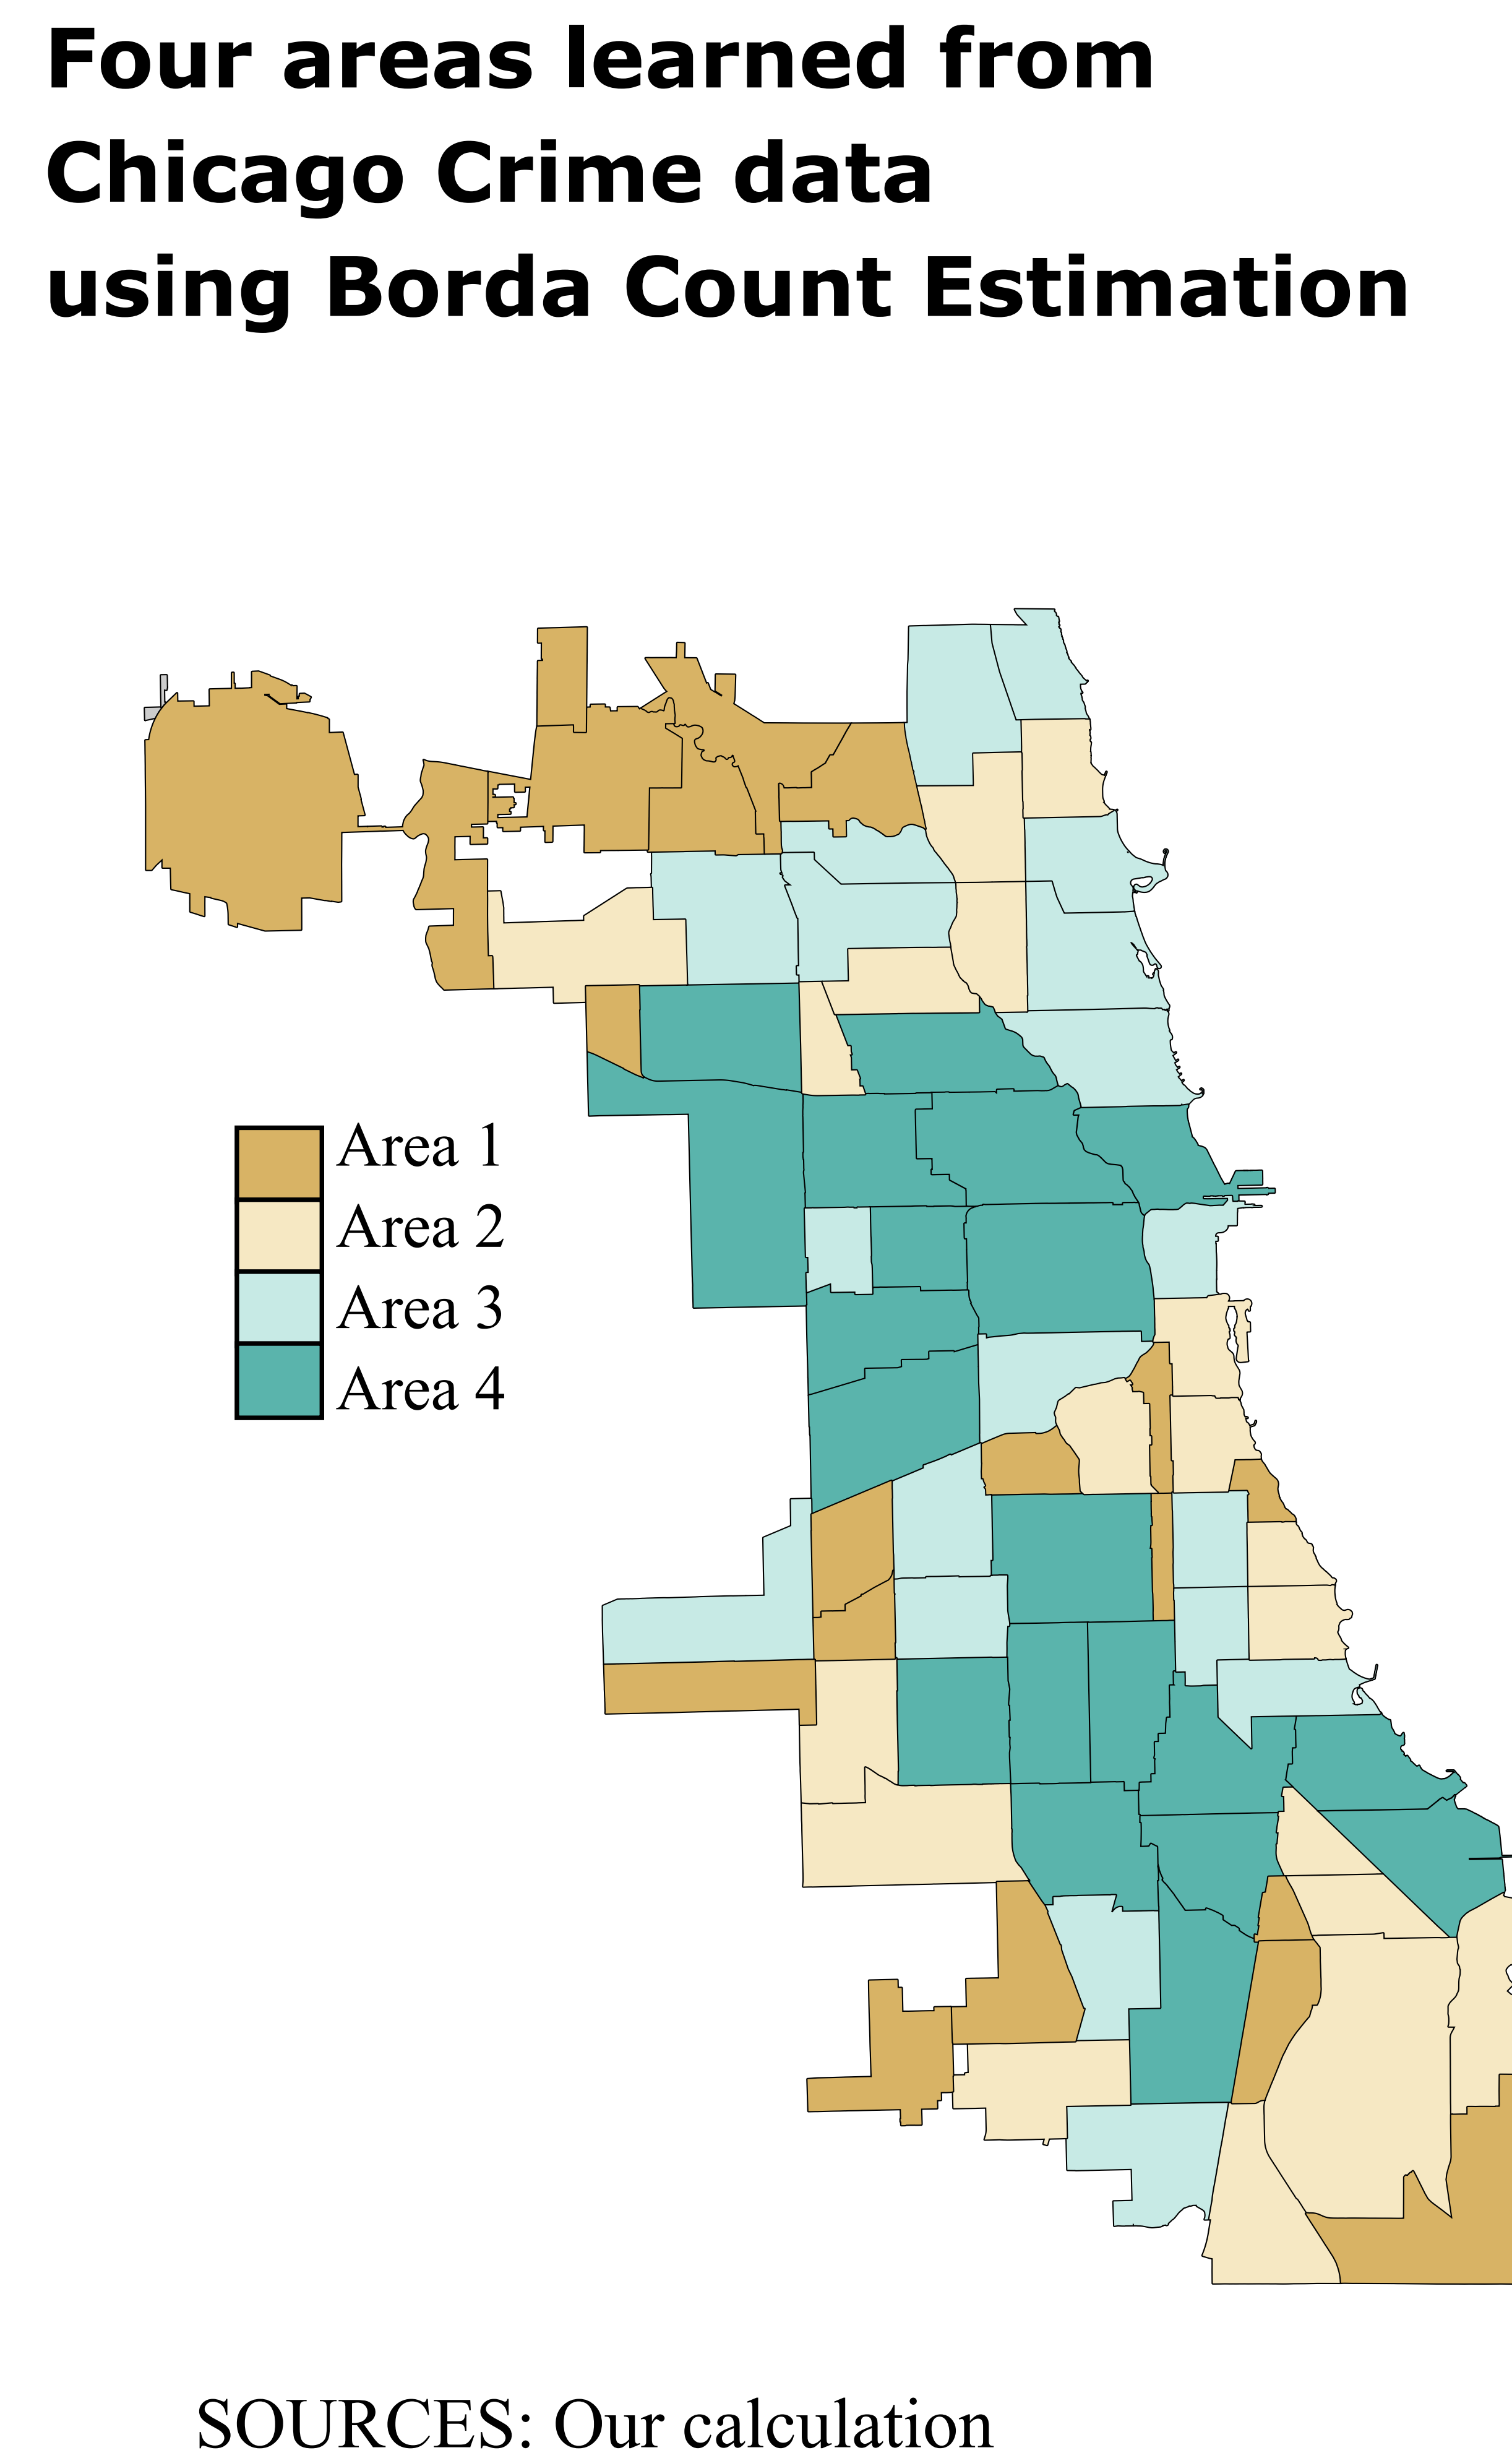 Four areas learned from
Chicago Crime data
using Borda Count Estimation
Area 1
Area 2
Area 3
Area 4
SOURCES: Our calculation